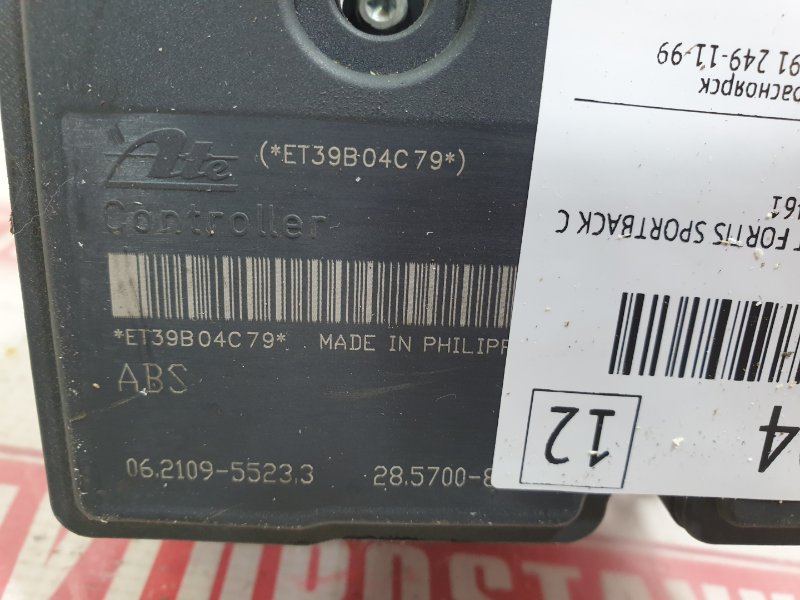 Ate (*ET39B04C79*)
Controller
*ET39B04C79* MADE IN PHILIPP
ABS
06.2109-5523.3 28.5700-8
91 249-11-99
расноярск
461
T FORTIS SPORTBACK C
4
12